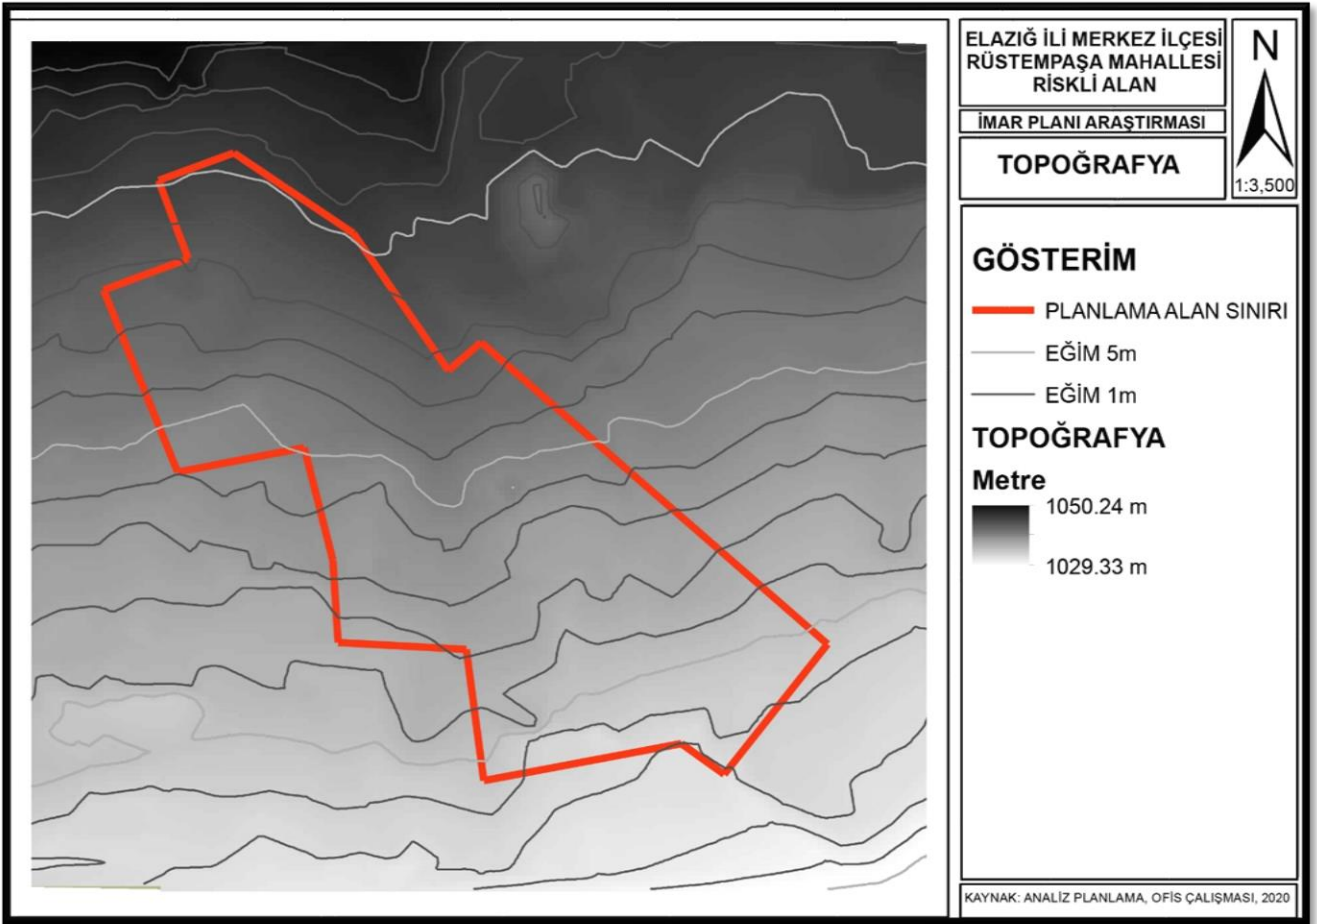 ELAZIĞ İLİ MERKEZ İLÇESİ
RÜSTEMPAŞA MAHALLESİ
RİSKLİ ALAN
İMAR PLANI ARAŞTIRMASI
TOPOĞRAFYA
N
1:3,500
GÖSTERİM
PLANLAMA ALAN SINIRI
EĞİM 5m
EĞİM 1m
TOPOĞRAFYA
Metre
1050.24 m
1029.33 m
KAYNAK: ANALİZ PLANLAMA, OFİS ÇALIŞMASI, 2020